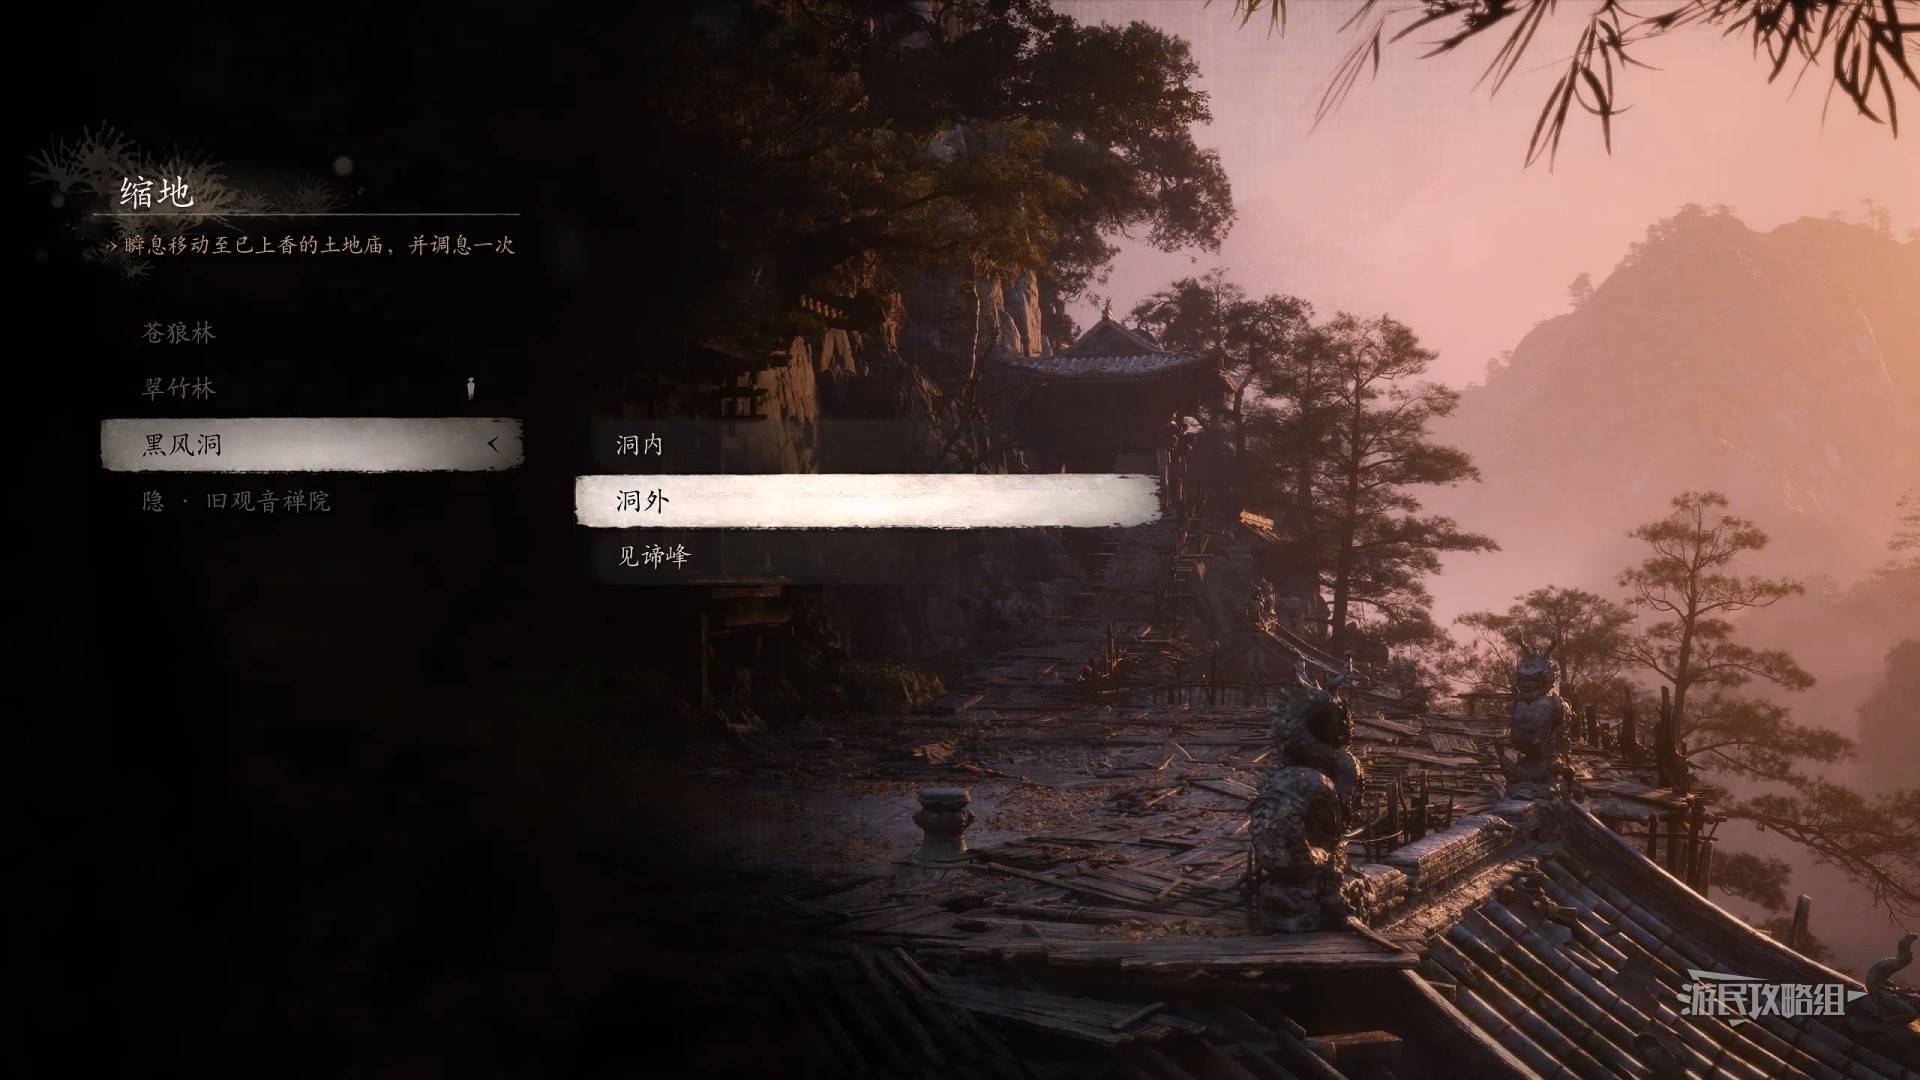 缩地
瞬息移动至已上香的土地庙，并调息一次
苍狼林
翠竹林
黑风洞
隐 · 旧观音禅院
洞内
洞外
见谛峰
游民攻略组